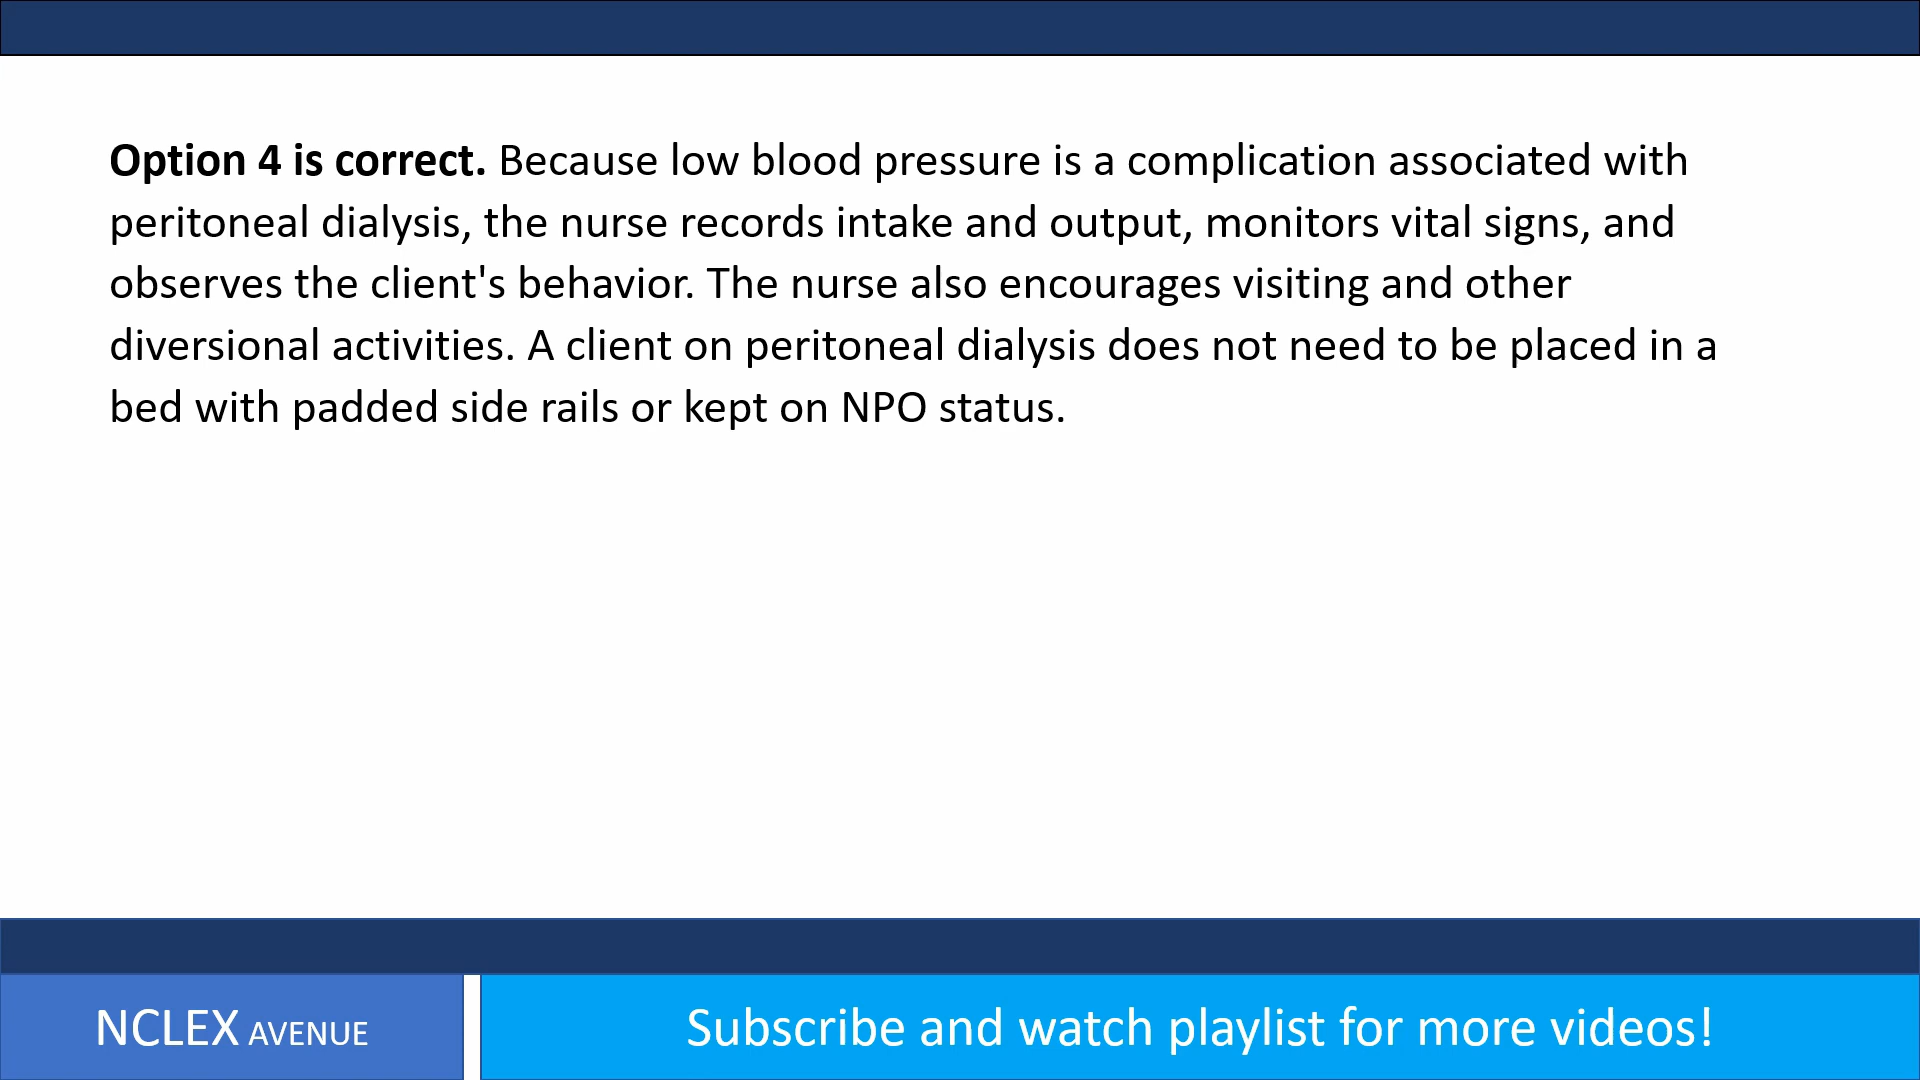 Option 4 is correct. Because low blood pressure is a complication associated with
peritoneal dialysis, the nurse records intake and output, monitors vital signs, and
observes the client's behavior. The nurse also encourages visiting and other
diversional activities. A client on peritoneal dialysis does not need to be placed in a
bed with padded side rails or kept on NPO status.
NCLEX AVENUE
Subscribe and watch playlist for more videos!